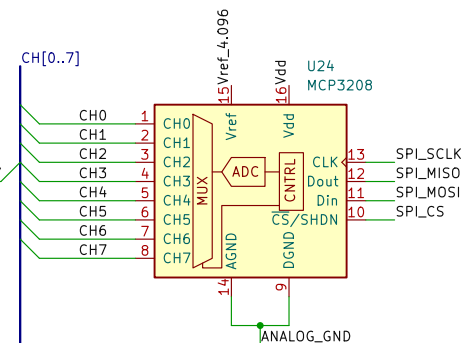 Vref_4.096
Vdd
CH[0..7]
U24
MCP3208
15
16
Vref
Vdd
CH0 1 CH0
CH1 2 CH1
CH2 3 CH2
CH3 4 CH3
CH4 5 CH4
CH5 6 CH5
CH6 7 CH6
CH7 8 CH7
MUX
ADC
CNTRL
CLK 13 SPI_SCLK
Dout 12 SPI_MISO
Din 11 SPI_MOSI
CS/SHDN 10 SPI_CS
AGND
DGND
14
9
ANALOG_GND